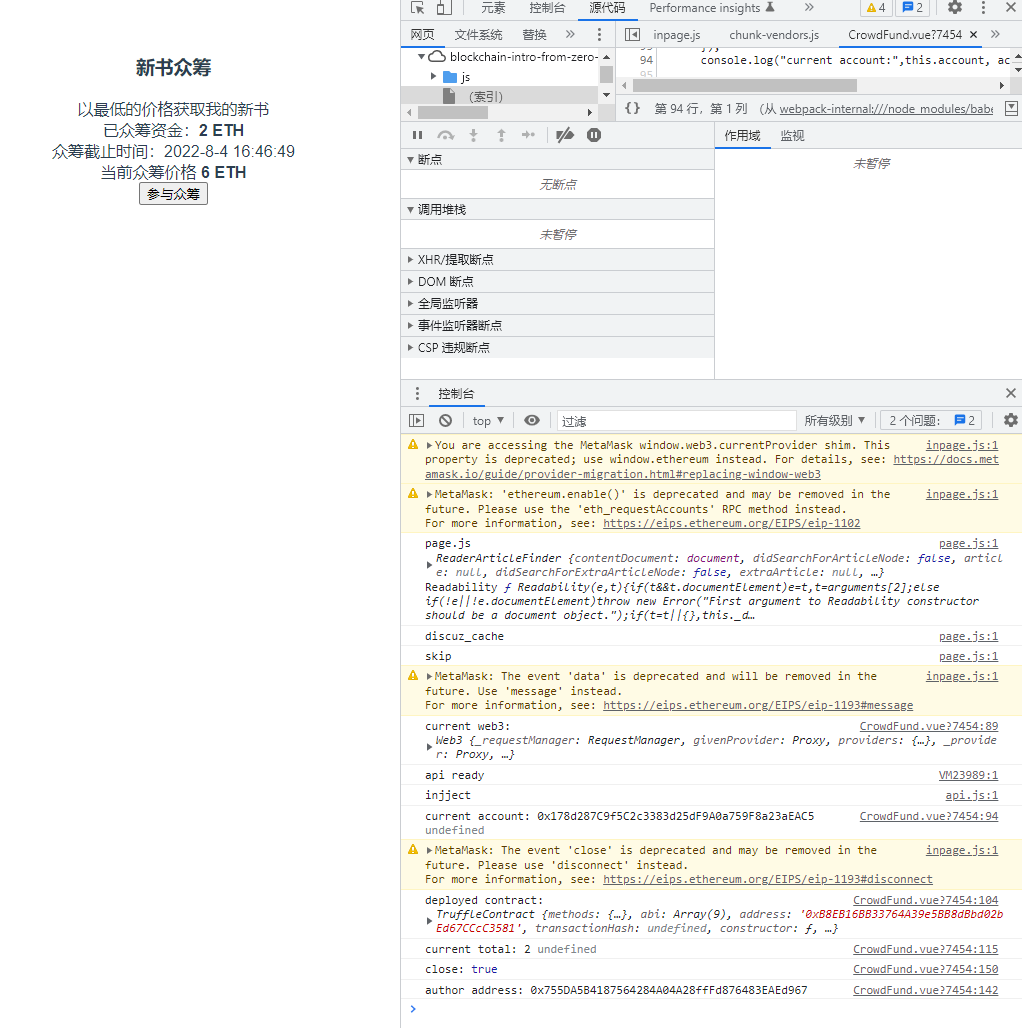 新书众筹
以最低的价格获取我的新书
已众筹资金：2 ETH
众筹截止时间：2022-8-4 16:46:49
当前众筹价格 6 ETH
参与众筹
元素 控制台 源代码 Performance insights » 4 2
网页 文件系统 替换 »
inpage.js chunk-vendors.js CrowdFund.vue?7454 × »
blockchain-intro-from-zero-
js
（索引）
93 });
94 console.log("current account:",this.account, ac
95
{} 第 94 行，第 1 列 （从 webpack-internal:///node_modules/babe
作用域 监视
未暂停
断点
无断点
调用堆栈
未暂停
XHR/提取断点
DOM 断点
全局监听器
事件监听器断点
CSP 违规断点
控制台
top ▼ 过滤 所有级别 ▼ 2 个问题： 2
You are accessing the MetaMask window.web3.currentProvider shim. This inpage.js:1
property is deprecated; use window.ethereum instead. For details, see: https://docs.met
amask.io/guide/provider-migration.html#replacing-window-web3
MetaMask: 'ethereum.enable()' is deprecated and may be removed in the inpage.js:1
future. Please use the 'eth_requestAccounts' RPC method instead.
For more information, see: https://eips.ethereum.org/EIPS/eip-1102
page.js page.js:1
ReaderArticleFinder {contentDocument: document, didSearchForArticleNode: false, articl
e: null, didSearchForExtraArticleNode: false, extraArticle: null, …}
Readability ƒ Readability(e,t){if(t&&t.documentElement)e=t,t=arguments[2];else
if(!e||!e.documentElement)throw new Error("First argument to Readability constructor
should be a document object.");if(t=t||{},this._d…
discuz_cache page.js:1
skip page.js:1
MetaMask: The event 'data' is deprecated and will be removed in the inpage.js:1
future. Use 'message' instead.
For more information, see: https://eips.ethereum.org/EIPS/eip-1193#message
current web3: CrowdFund.vue?7454:89
Web3 {_requestManager: RequestManager, givenProvider: Proxy, providers: {…}, _provide
r: Proxy, …}
api ready VM23989:1
injject api.js:1
current account: 0x178d287C9f5C2c3383d25dF9A0a759F8a23aEAC5 CrowdFund.vue?7454:94
undefined
MetaMask: The event 'close' is deprecated and may be removed in the inpage.js:1
future. Please use 'disconnect' instead.
For more information, see: https://eips.ethereum.org/EIPS/eip-1193#disconnect
deployed contract: CrowdFund.vue?7454:104
TruffleContract {methods: {…}, abi: Array(9), address: '0xB8EB16BB33764A39e5BB8dBbd02b
Ed67CCcC3581', transactionHash: undefined, constructor: ƒ, …}
current total: 2 undefined CrowdFund.vue?7454:115
close: true CrowdFund.vue?7454:150
author address: 0x755DA5B4187564284A04A28ffFd876483EAEd967 CrowdFund.vue?7454:142